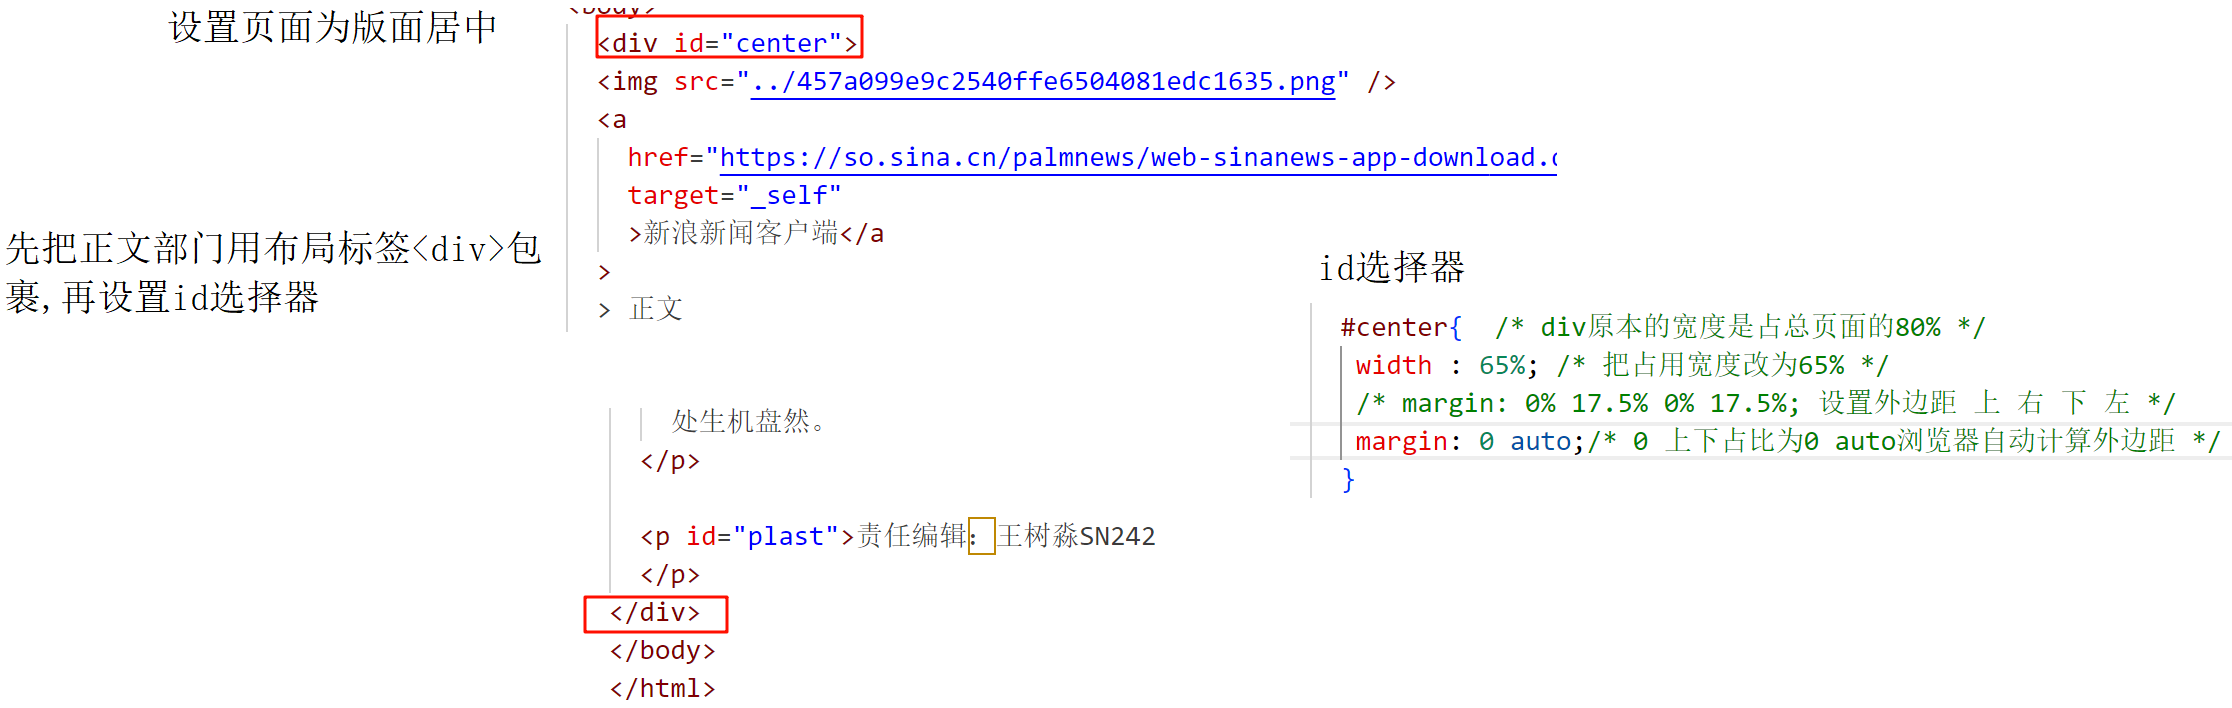 设置页面为版面居中
<body>
<div id="center">
<img src="../457a099e9c2540ffe6504081edc1635.png" />
<a
href="https://so.sina.cn/palmnews/web-sinanews-app-download.
target="_self"
>新浪新闻客户端</a
>
> 正文
先把正文部门用布局标签<div>包
裹,再设置id选择器
处生机盎然。
</p>
<p id="plast">责任编辑：王树淼SN242
</p>
</div>
</body>
</html>
id选择器
#center{ /* div原本的宽度是占总页面的80% */
width : 65%; /* 把占用宽度改为65% */
/* margin: 0% 17.5% 0% 17.5%; 设置外边距 上 右 下 左 */
margin: 0 auto;/* 0 上下占比为0 auto浏览器自动计算外边距 */
}